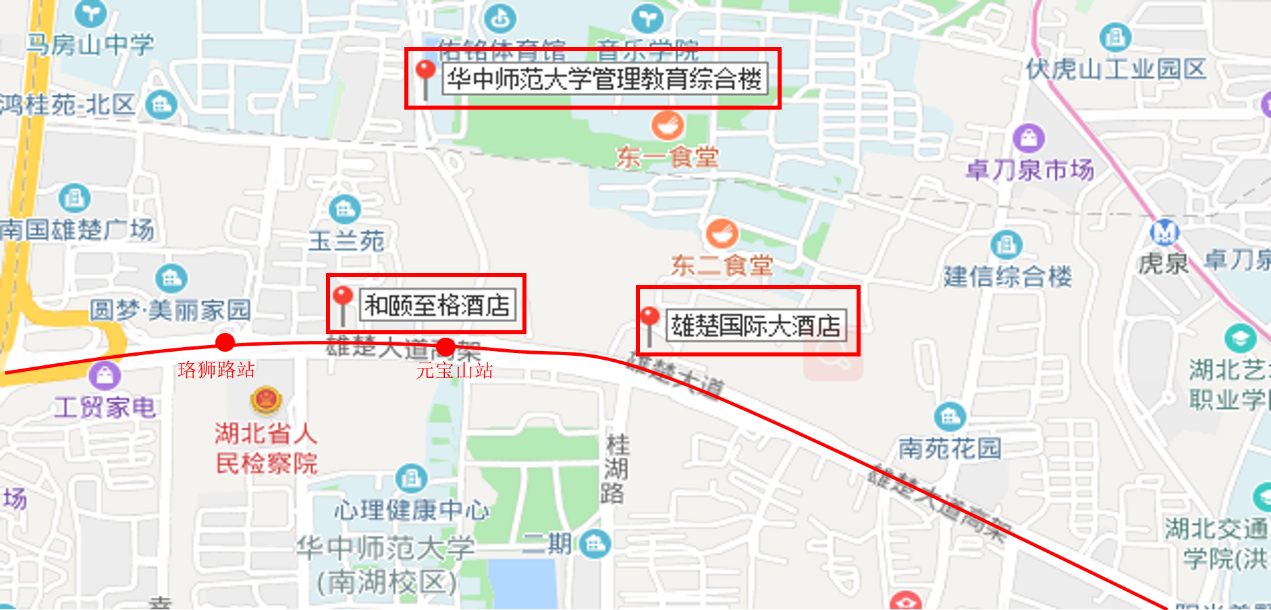 马房山中学
佑铭体育馆
音乐学院
华中师范大学管理教育综合楼
伏虎山工业园区
鸿桂苑-北区
东一食堂
卓刀泉市场
南国雄楚广场
玉兰苑
东二食堂
建信综合楼
虎泉
卓刀泉
圆梦·美丽家园
和颐至格酒店
雄楚国际大酒店
雄楚大道高架
珞狮路站
元宝山站
雄楚大道
工贸家电
湖北省人
民检察院
湖北艺
职业学院
南苑花园
桂
湖
路
场
心理健康中心
雄楚大道高架
华中师范大学
(南湖校区)
二期
湖北交通
学院(洪